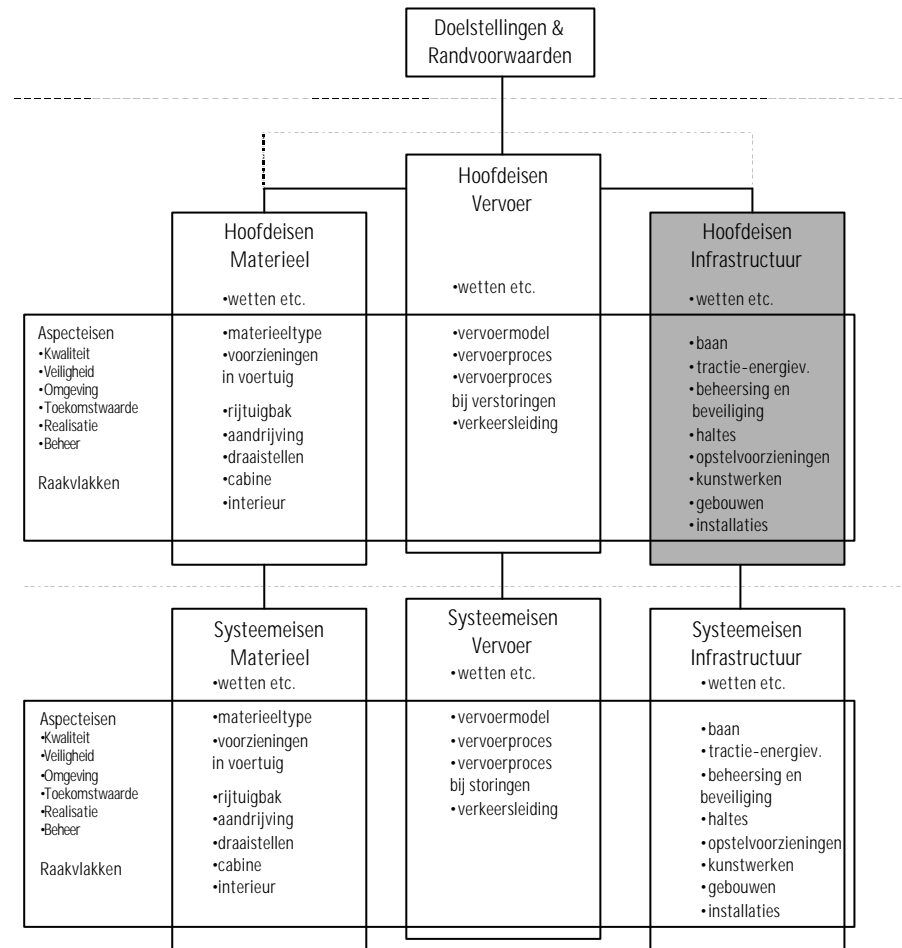 Doelstellingen &
Randvoorwaarden
Hoofdeisen
Vervoer
•wetten etc.
•vervoermodel
•vervoerproces
•vervoerproces
bij verstoringen
•verkeersleiding
Hoofdeisen
Materieel
•wetten etc.
•materieeltype
•voorzieningen
in voertuig
•rijtuigbak
•aandrijving
•draaistellen
•cabine
•interieur
Hoofdeisen
Infrastructuur
•wetten etc.
•baan
•tractie-energiev.
•beheersing en
beveiliging
•haltes
•opstelvoorzieningen
•kunstwerken
•gebouwen
•installaties
Aspecteisen
•Kwaliteit
•Veiligheid
•Omgeving
•Toekomstwaarde
•Realisatie
•Beheer
Raakvlakken
Systeemeisen
Materieel
•wetten etc.
•materieeltype
•voorzieningen
in voertuig
•rijtuigbak
•aandrijving
•draaistellen
•cabine
•interieur
Systeemeisen
Vervoer
•wetten etc.
•vervoermodel
•vervoerproces
•vervoerproces
bij storingen
•verkeersleiding
Systeemeisen
Infrastructuur
•wetten etc.
•baan
•tractie-energiev.
•beheersing en
beveiliging
•haltes
•opstelvoorzieningen
•kunstwerken
•gebouwen
•installaties
Aspecteisen
•Kwaliteit
•Veiligheid
•Omgeving
•Toekomstwaarde
•Realisatie
•Beheer
Raakvlakken